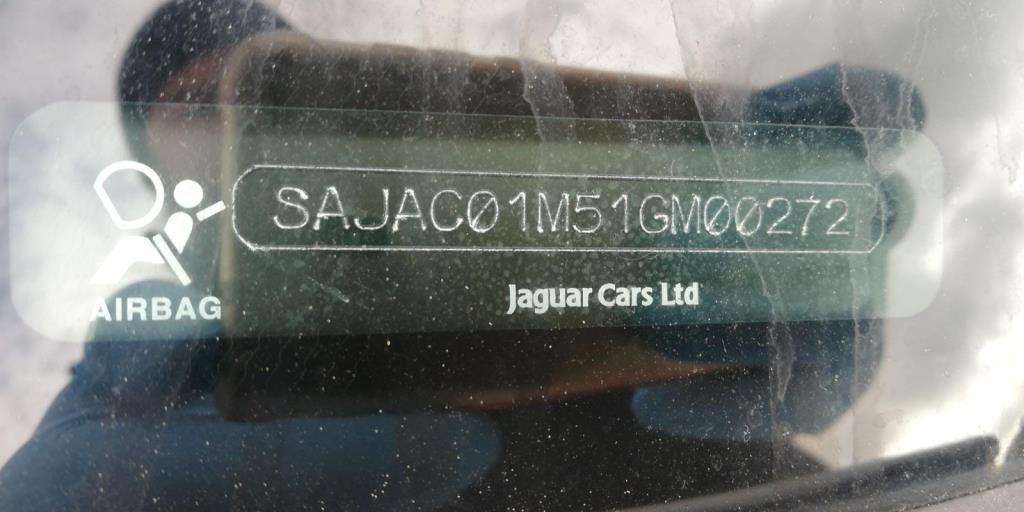 SAJAC01M51GM00272
AIRBAG
Jaguar Cars Ltd